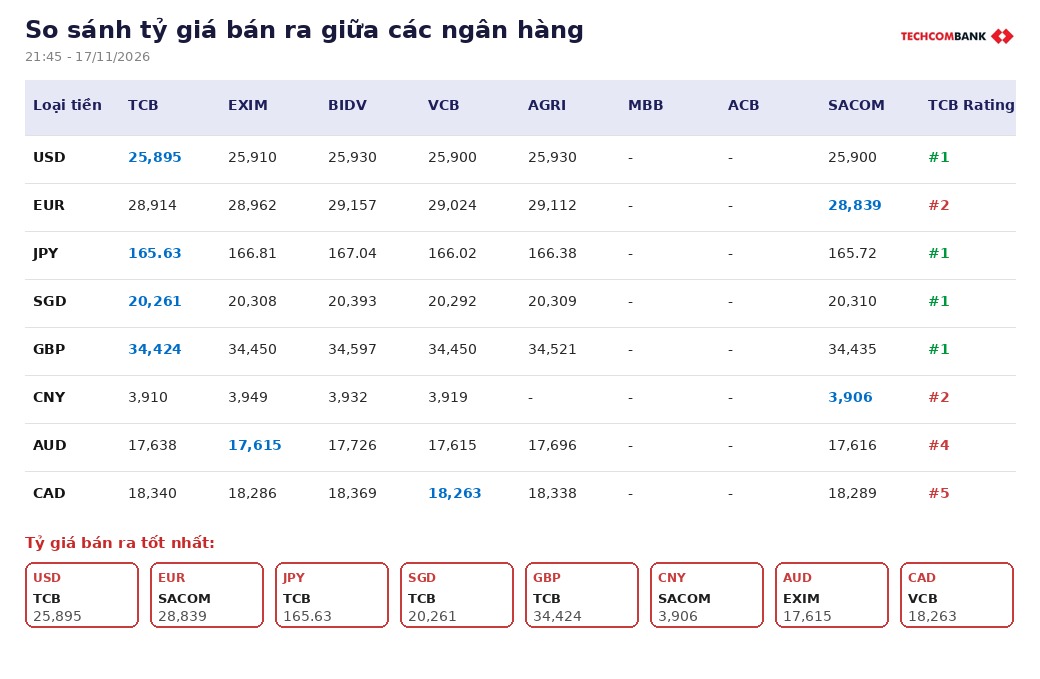 So sánh tỷ giá bán ra giữa các ngân hàng
TECHCOMBANK
21:45 - 17/11/2026
Loại tiền TCB EXIM BIDV VCB AGRI MBB ACB SACOM TCB Rating
USD 25,895 25,910 25,930 25,900 25,930 - - 25,900 #1
EUR 28,914 28,962 29,157 29,024 29,112 - - 28,839 #2
JPY 165.63 166.81 167.04 166.02 166.38 - - 165.72 #1
SGD 20,261 20,308 20,393 20,292 20,309 - - 20,310 #1
GBP 34,424 34,450 34,597 34,450 34,521 - - 34,435 #1
CNY 3,910 3,949 3,932 3,919 - - - 3,906 #2
AUD 17,638 17,615 17,726 17,615 17,696 - - 17,616 #4
CAD 18,340 18,286 18,369 18,263 18,338 - - 18,289 #5
Tỷ giá bán ra tốt nhất:
USD EUR JPY SGD GBP CNY AUD CAD
TCB SACOM TCB TCB TCB SACOM EXIM VCB
25,895 28,839 165.63 20,261 34,424 3,906 17,615 18,263